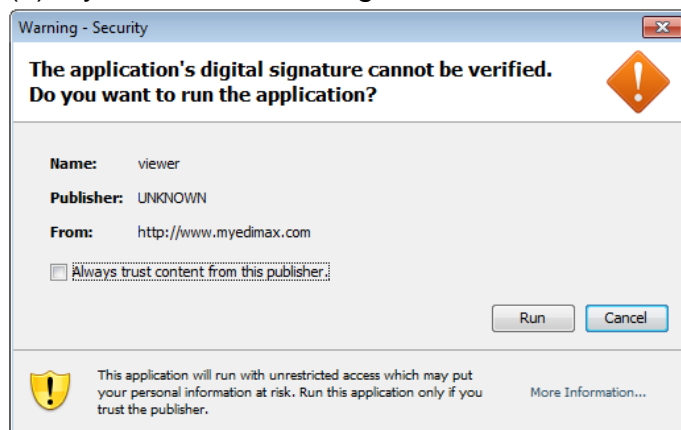 Warning - Security
The application's digital signature cannot be verified.
Do you want to run the application?
Name: viewer
Publisher: UNKNOWN
From: http://www.myedimax.com
Always trust content from this publisher.
Run Cancel
This application will run with unrestricted access which may put
your personal information at risk. Run this application only if you
trust the publisher.
More Information...